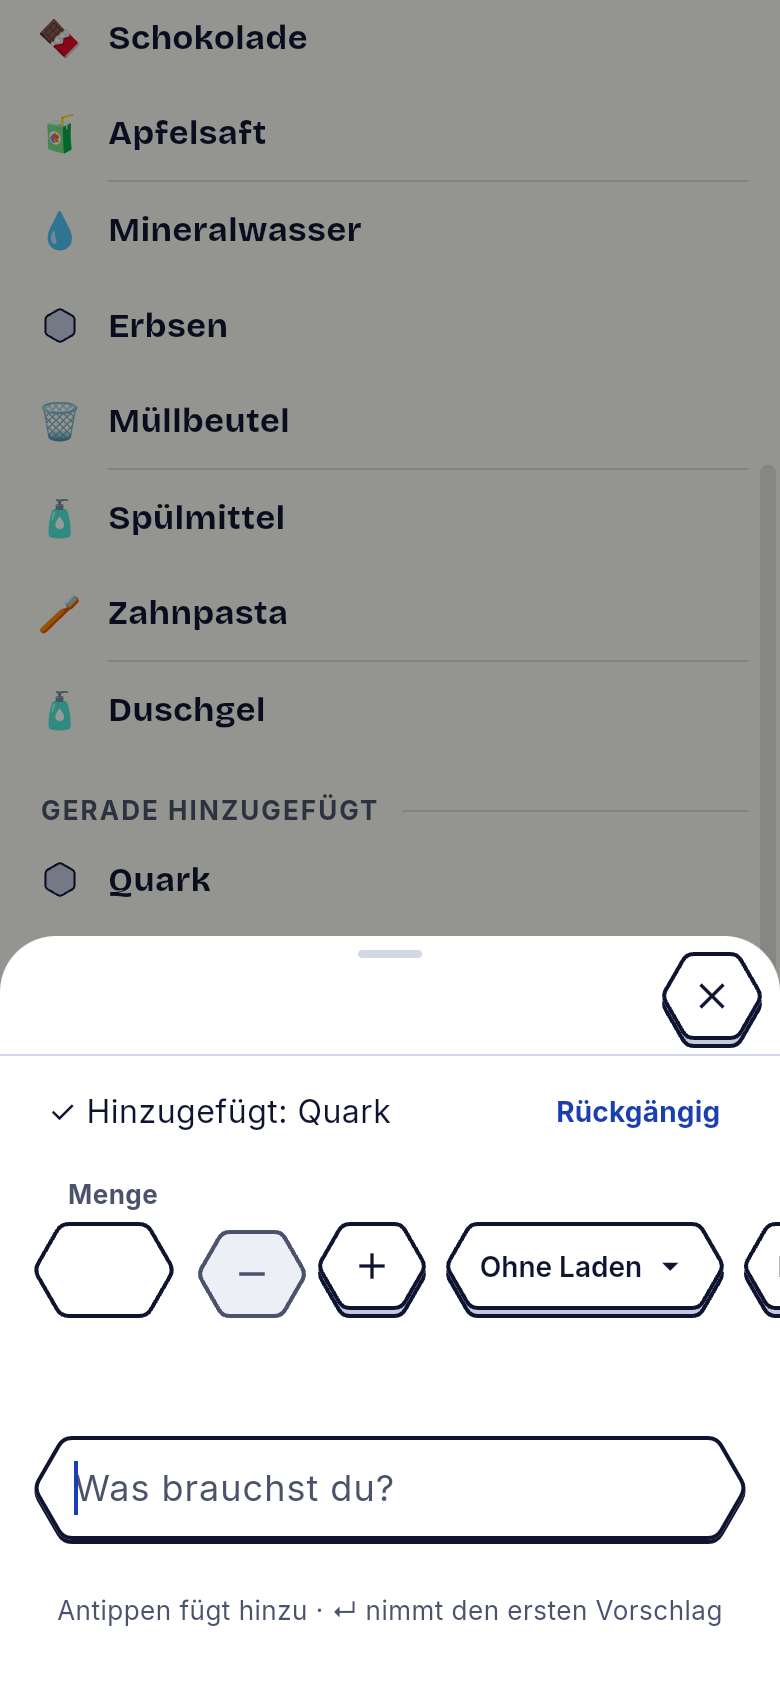 Schokolade
Apfelsaft
Mineralwasser
Erbsen
Müllbeutel
Spülmittel
Zahnpasta
Duschgel
GERADE HINZUGEFÜGT
Quark
✓ Hinzugefügt: Quark Rückgängig
Menge
Ohne Laden
Was brauchst du?
Antippen fügt hinzu · ↵ nimmt den ersten Vorschlag